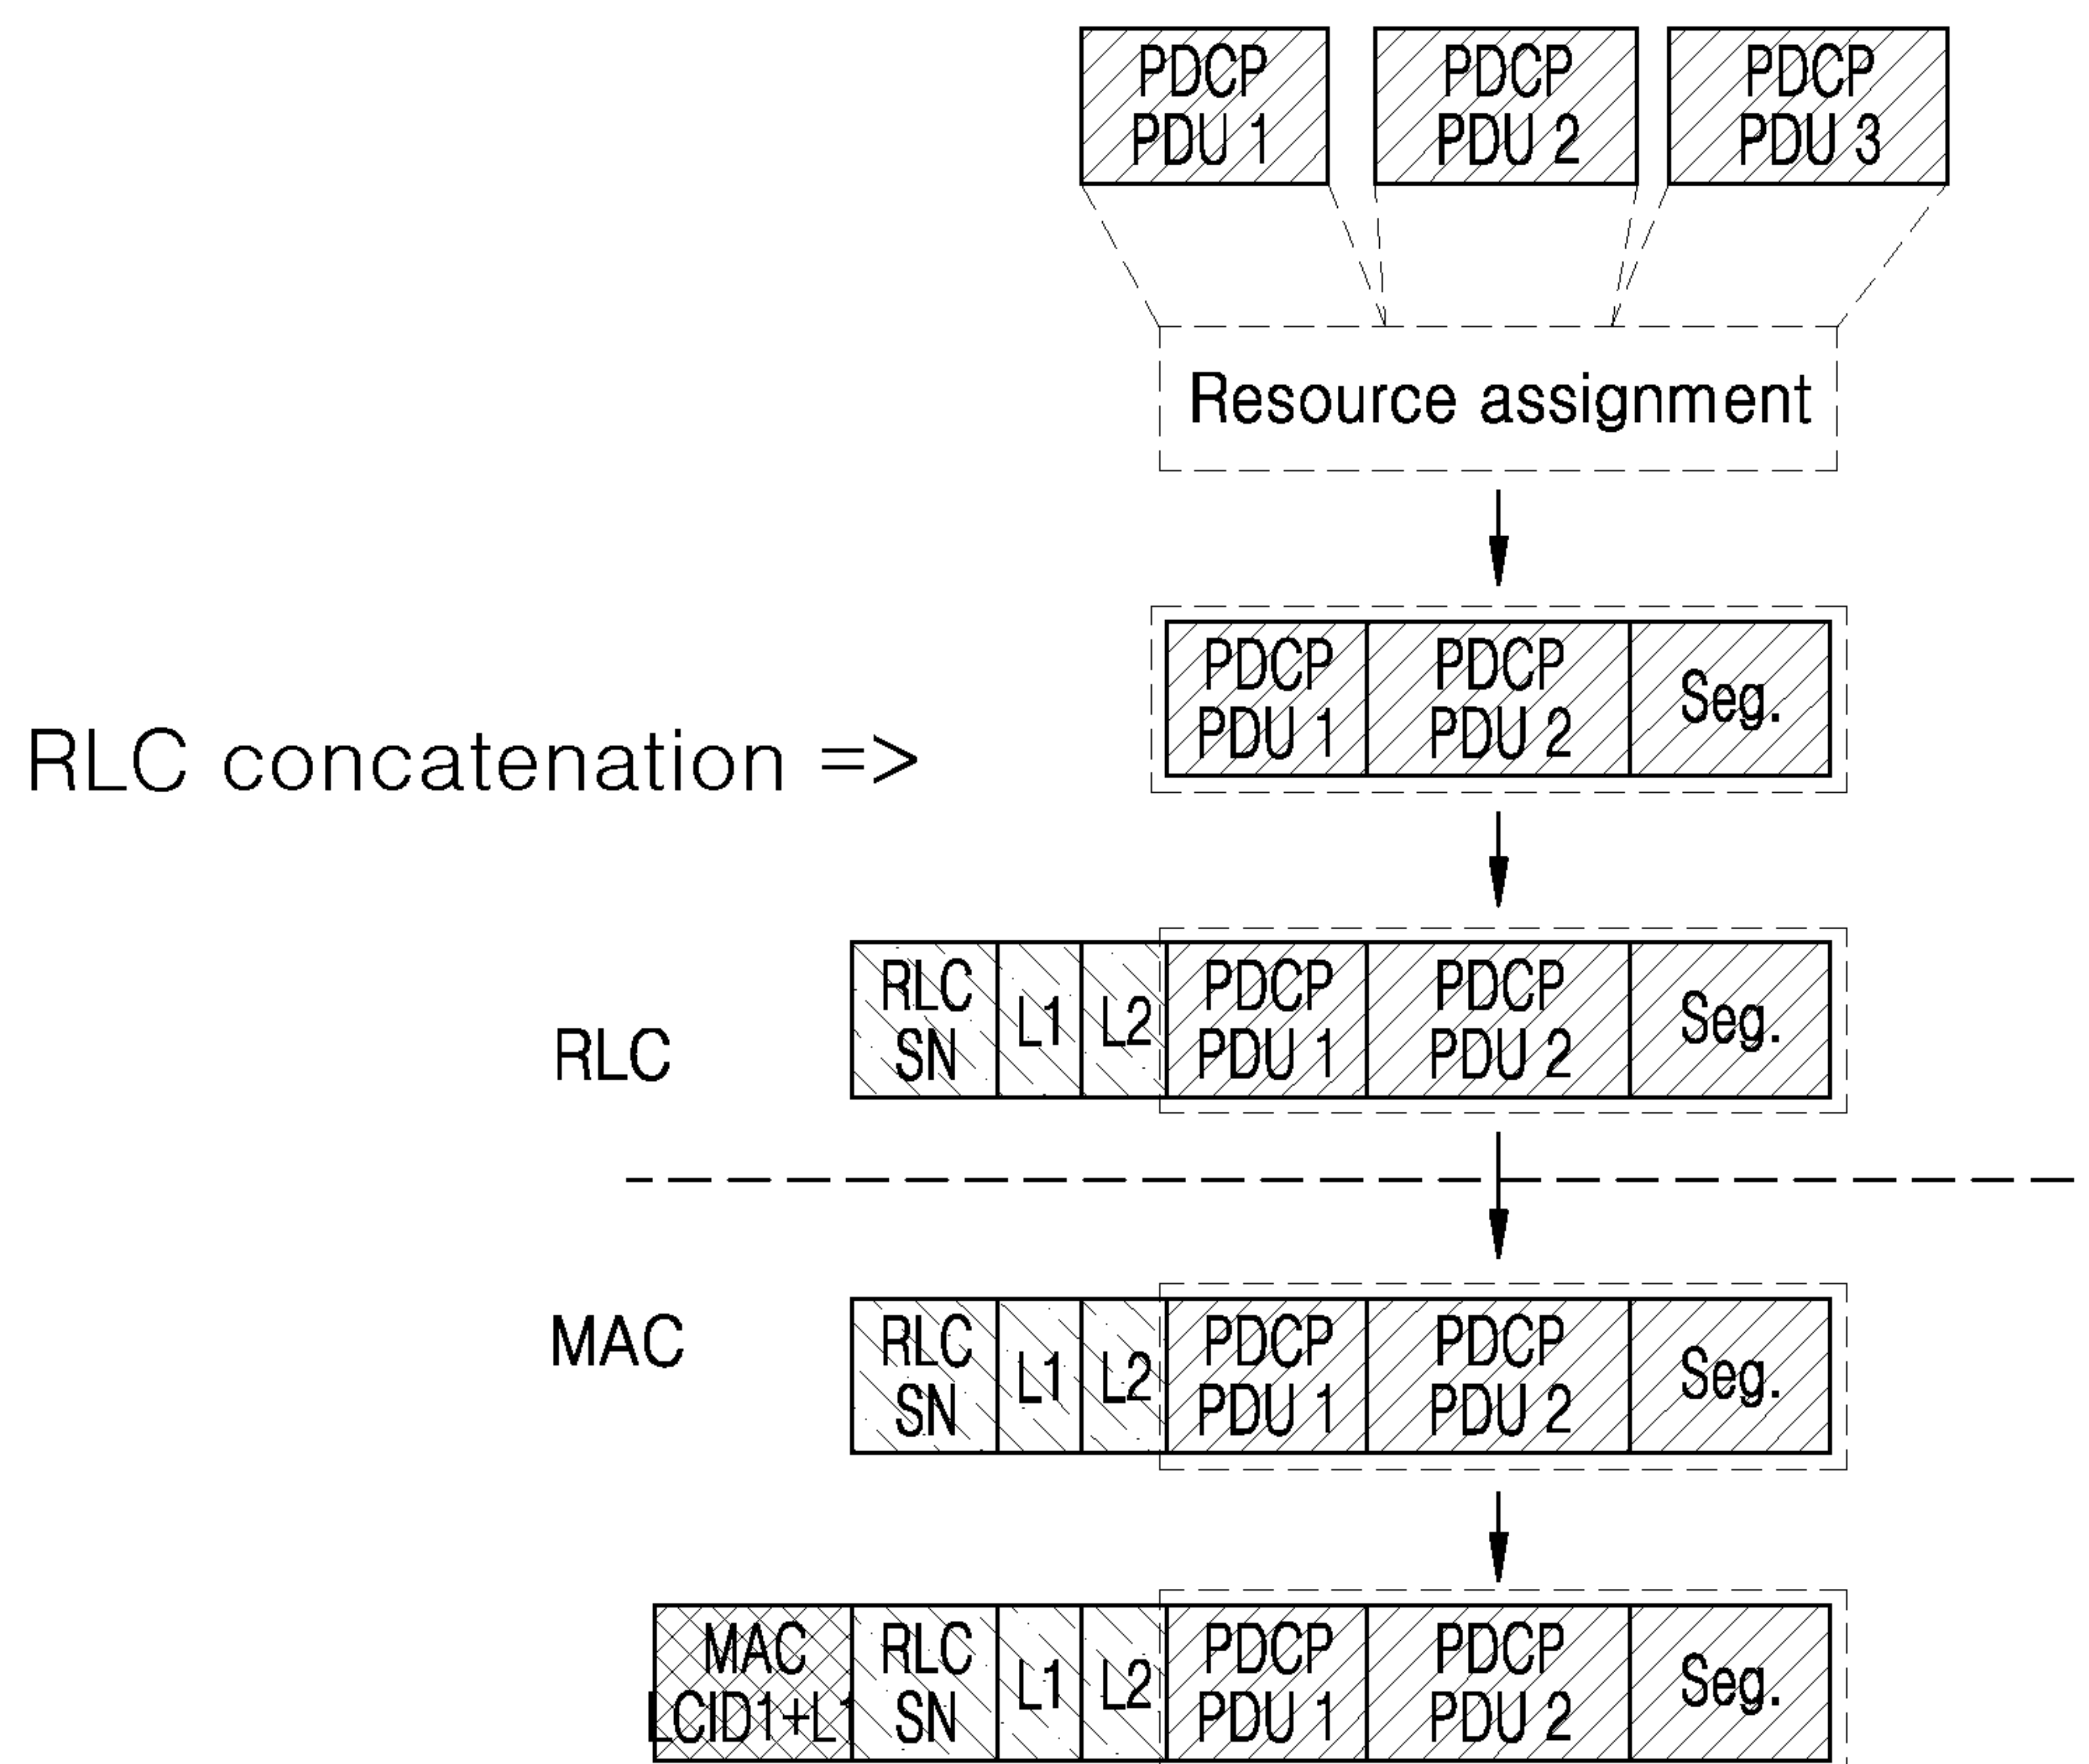 PDCP
PDU 1
PDCP
PDU 2
PDCP
PDU 3
Resource assignment
PDCP
PDU 1
PDCP
PDU 2
Seg.
RLC concatenation =>
RLC
RLC
SN
L1
L2
PDCP
PDU 1
PDCP
PDU 2
Seg.
MAC
RLC
SN
L1
L2
PDCP
PDU 1
PDCP
PDU 2
Seg.
MAC
LCID1+L1
RLC
SN
L1
L2
PDCP
PDU 1
PDCP
PDU 2
Seg.